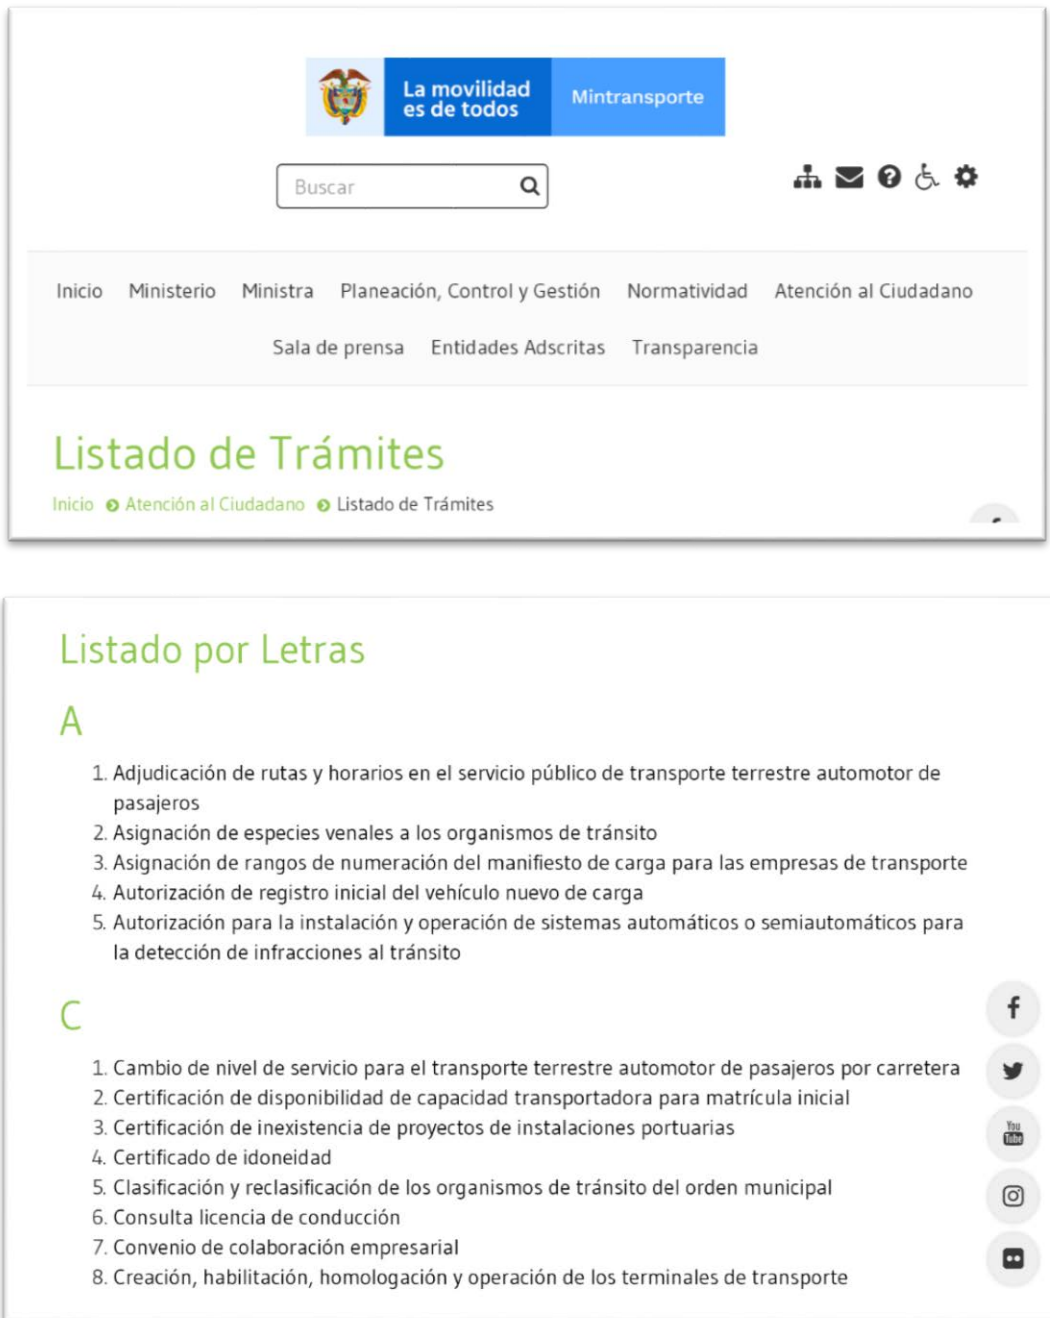 La movilidad
es de todos
Mintransporte
Buscar
Inicio Ministerio Ministra Planeación, Control y Gestión Normatividad Atención al Ciudadano
Sala de prensa Entidades Adscritas Transparencia
Listado de Trámites
Inicio Atención al Ciudadano Listado de Trámites
Listado por Letras
A
1. Adjudicación de rutas y horarios en el servicio público de transporte terrestre automotor de
pasajeros
2. Asignación de especies venales a los organismos de tránsito
3. Asignación de rangos de numeración del manifiesto de carga para las empresas de transporte
4. Autorización de registro inicial del vehículo nuevo de carga
5. Autorización para la instalación y operación de sistemas automáticos o semiautomáticos para
la detección de infracciones al tránsito
C
1. Cambio de nivel de servicio para el transporte terrestre automotor de pasajeros por carretera
2. Certificación de disponibilidad de capacidad transportadora para matrícula inicial
3. Certificación de inexistencia de proyectos de instalaciones portuarias
4. Certificado de idoneidad
5. Clasificación y reclasificación de los organismos de tránsito del orden municipal
6. Consulta licencia de conducción
7. Convenio de colaboración empresarial
8. Creación, habilitación, homologación y operación de los terminales de transporte
You
Tube